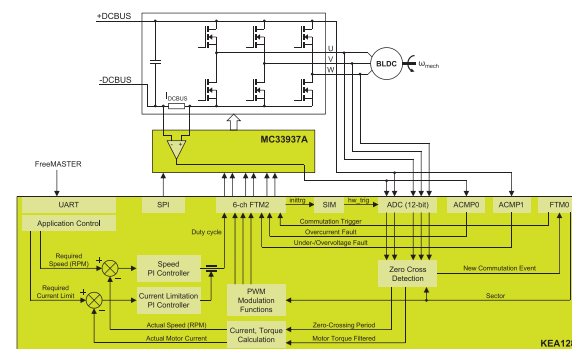 +DCBUS
-DCBUS
IDCBUS
U
V
W
BLDC
ωmech
MC33937A
FreeMASTER
UART
SPI
6-ch FTM2
inittrg
SIM
hw_trig
ADC (12-bit)
ACMP0
ACMP1
FTM0
Application Control
Duty cycle
Commutation Trigger
Overcurrent Fault
Under-/Overvoltage Fault
Required
Speed (RPM)
+
-
Speed
PI Controller
Zero Cross
Detection
New Commutation Event
Required
Current Limit
+
-
Current Limitation
PI Controller
PWM
Modulation
Functions
Sector
Actual Speed (RPM)
Actual Motor Current
Current, Torque
Calculation
Zero-Crossing Period
Motor Torque Filtered
KEA128